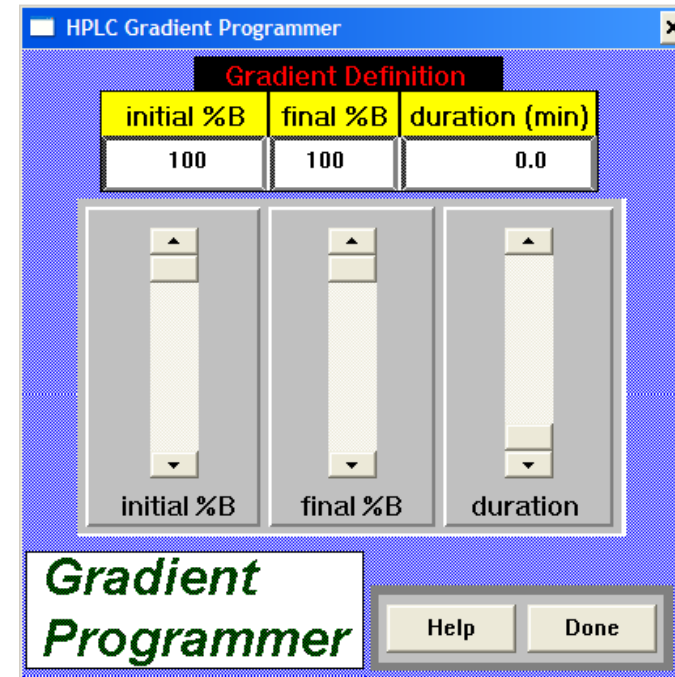 HPLC Gradient Programmer
Gradient Definition
initial %B final %B duration (min)
100 100 0.0
initial %B final %B duration
Gradient
Programmer
Help Done